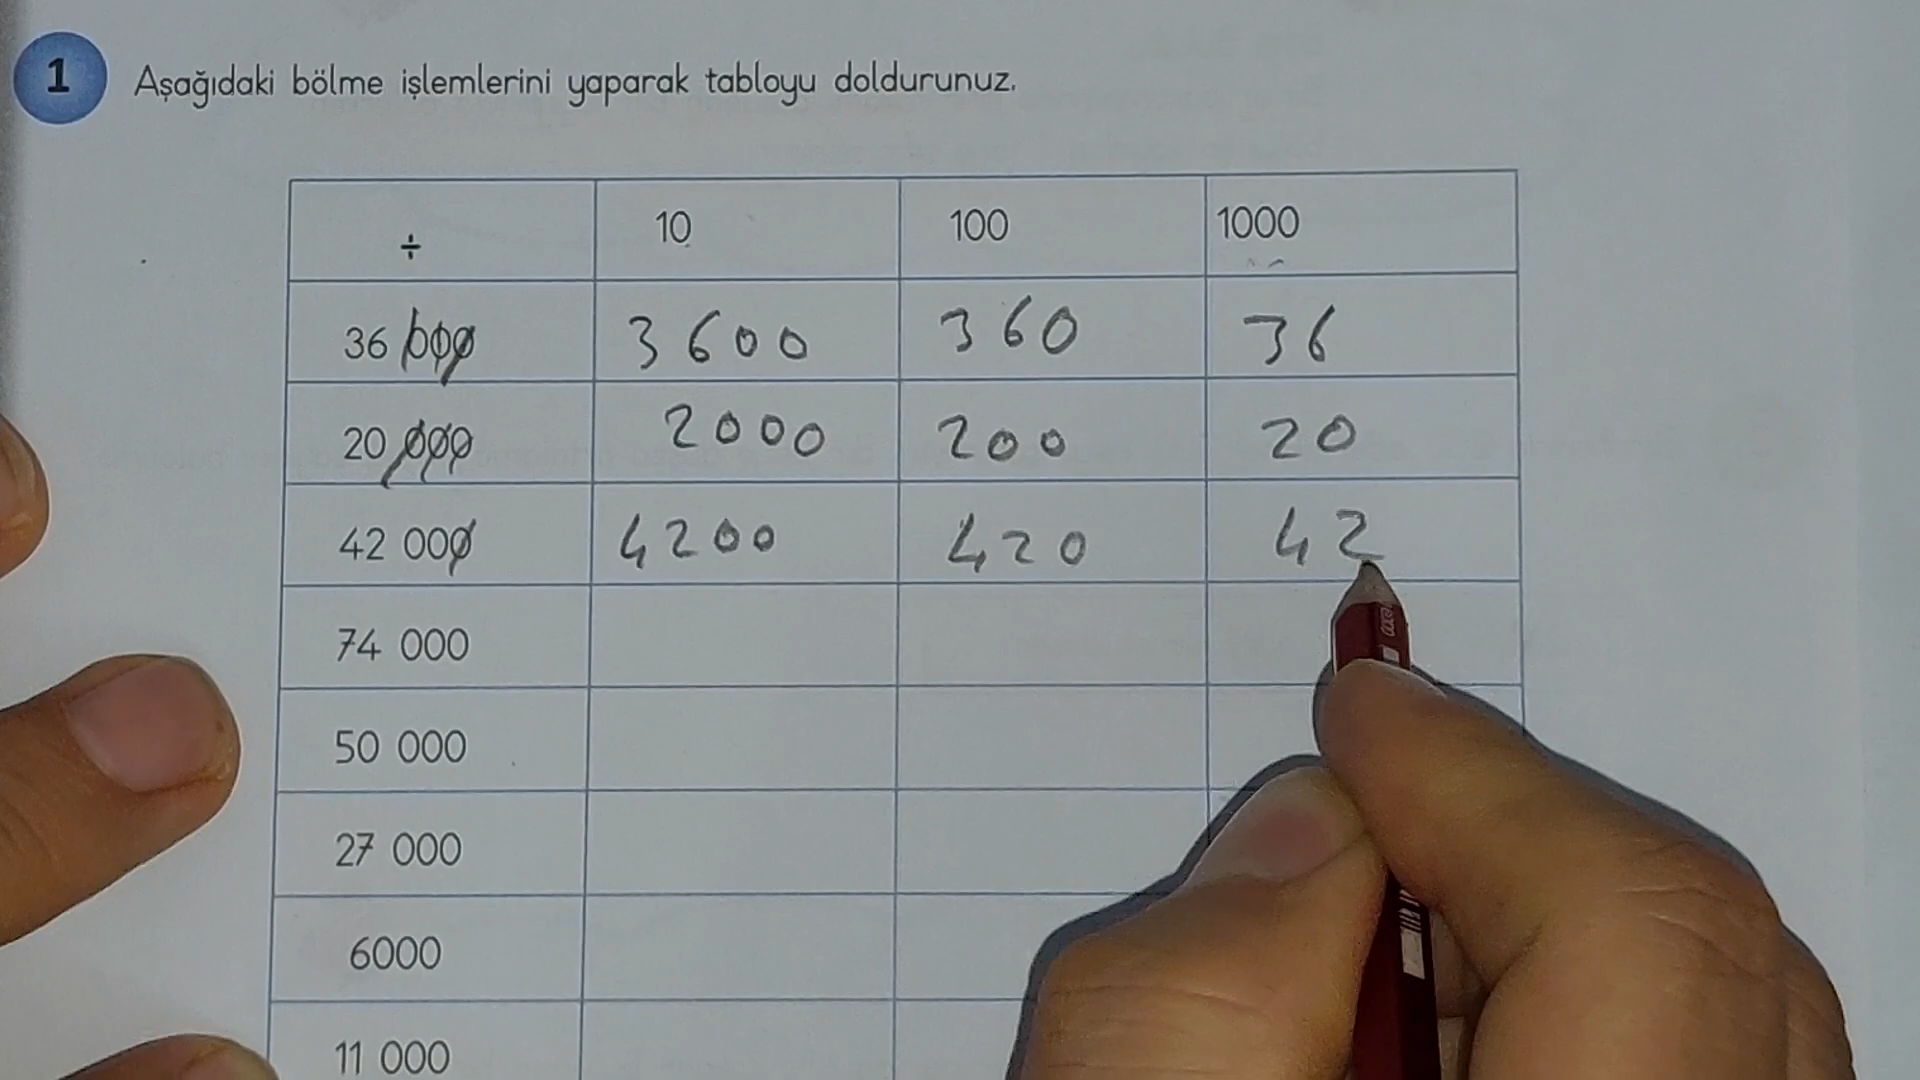 1 Aşağıdaki bölme işlemlerini yaparak tabloyu doldurunuz.
÷ 10 100 1000
36 000 3600 360 36
20 000 2000 200 20
42 000 4200 420 42
74 000
50 000
27 000
6000
11 000